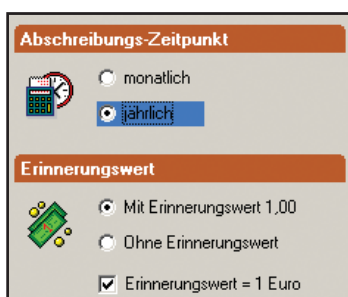 Abschreibungs-Zeitpunkt
monatlich
jährlich
Erinnerungswert
Mit Erinnerungswert 1,00
Ohne Erinnerungswert
Erinnerungswert = 1 Euro